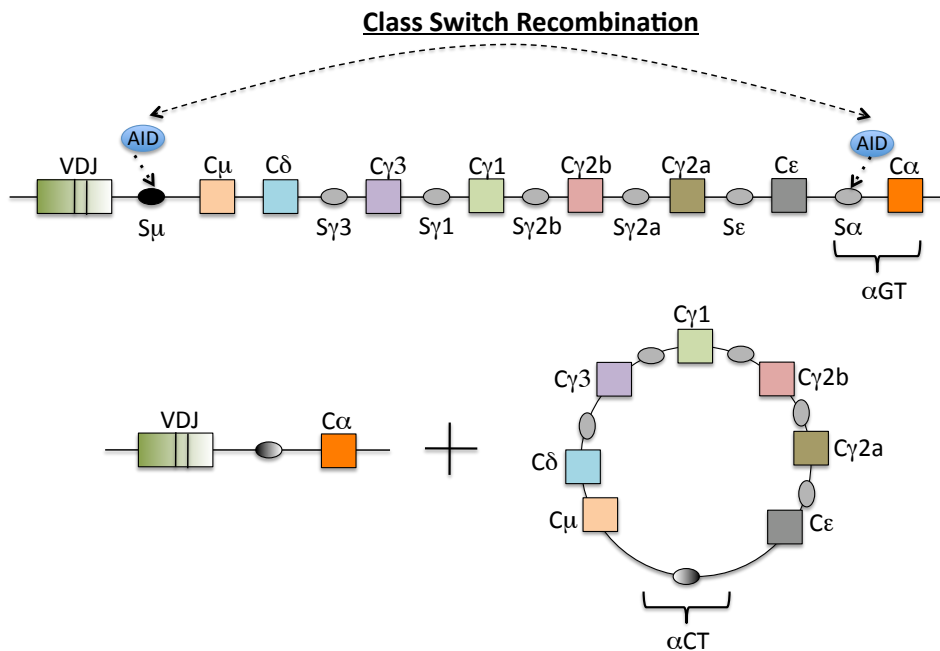 Class Switch Recombination
AID AID
VDJ Cμ Cδ Cγ3 Cγ1 Cγ2b Cγ2a Cε Cα
Sμ Sγ3 Sγ1 Sγ2b Sγ2a Sε Sα
αGT
Cγ1
Cγ3 Cγ2b
VDJ Cα
Cγ2a
Cδ
Cμ Cε
αCT